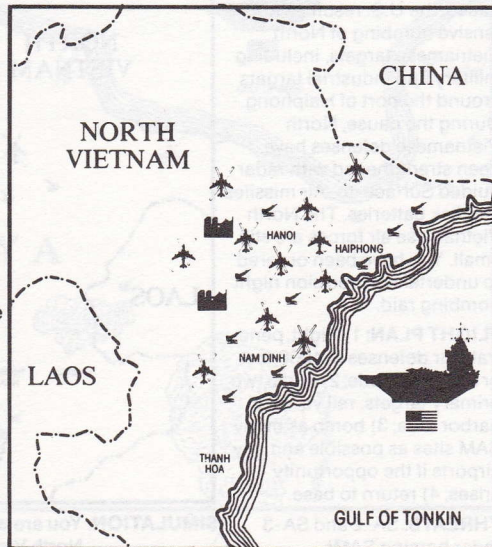 CHINA
NORTH
VIETNAM
HANOI
HAIPHONG
NAM DINH
LAOS
THANH
HOA
GULF OF TONKIN